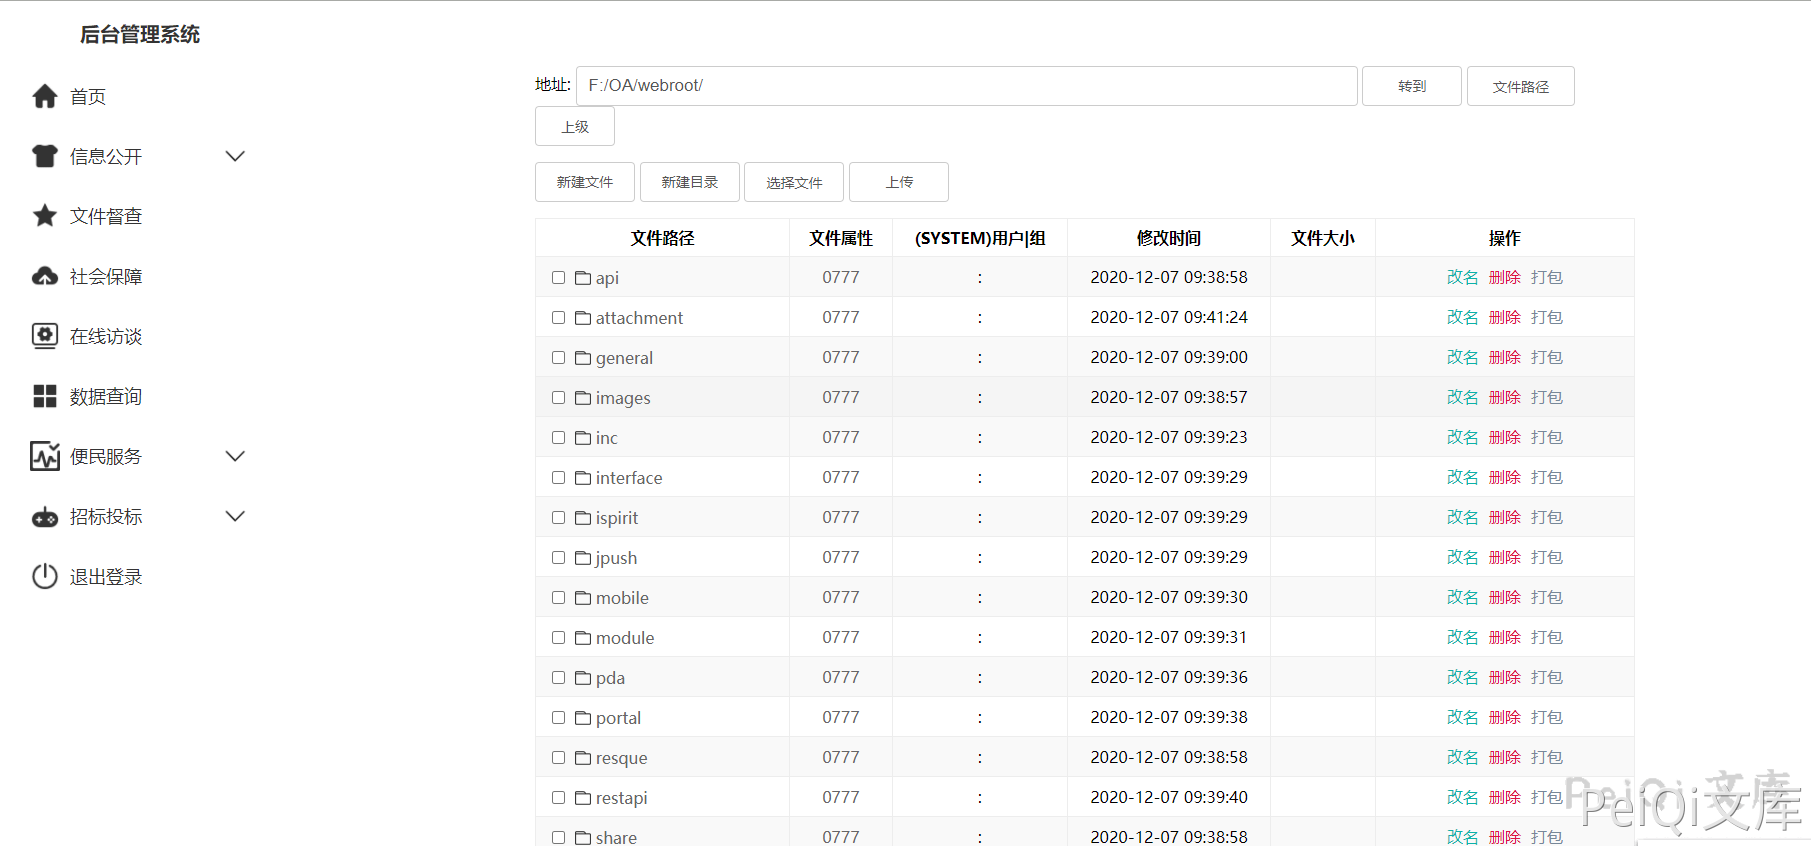 后台管理系统
首页
信息公开
文件督查
社会保障
在线访谈
数据查询
便民服务
招标投标
退出登录
地址: F:/OA/webroot/ 转到 文件路径
上级
新建文件 新建目录 选择文件 上传
文件路径 文件属性 (SYSTEM)用户|组 修改时间 文件大小 操作
api 0777 : 2020-12-07 09:38:58 改名 删除 打包
attachment 0777 : 2020-12-07 09:41:24 改名 删除 打包
general 0777 : 2020-12-07 09:39:00 改名 删除 打包
images 0777 : 2020-12-07 09:38:57 改名 删除 打包
inc 0777 : 2020-12-07 09:39:23 改名 删除 打包
interface 0777 : 2020-12-07 09:39:29 改名 删除 打包
ispirit 0777 : 2020-12-07 09:39:29 改名 删除 打包
jpush 0777 : 2020-12-07 09:39:29 改名 删除 打包
mobile 0777 : 2020-12-07 09:39:30 改名 删除 打包
module 0777 : 2020-12-07 09:39:31 改名 删除 打包
pda 0777 : 2020-12-07 09:39:36 改名 删除 打包
portal 0777 : 2020-12-07 09:39:38 改名 删除 打包
resque 0777 : 2020-12-07 09:38:58 改名 删除 打包
restapi 0777 : 2020-12-07 09:39:40 改名 删除 打包
share 0777 : 2020-12-07 09:38:58 改名 删除 打包
PeiQi文库
PeiQi文库